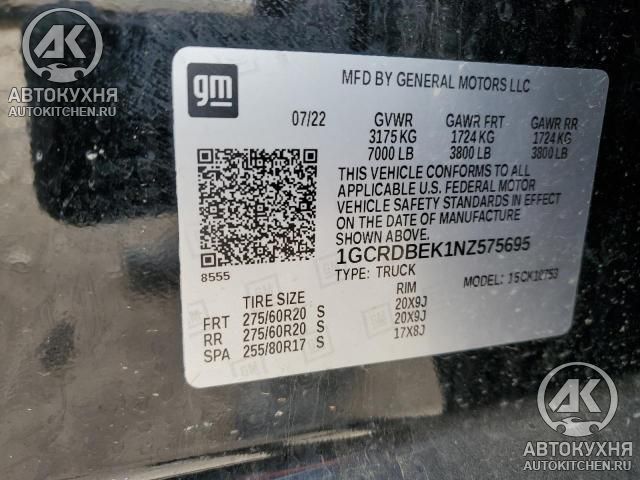 АВТОКУХНЯ
AUTOKITCHEN.RU
gm
MFD BY GENERAL MOTORS LLC
07/22 GVWR GAWR FRT GAWR RR
3175 KG 1724 KG 1724 KG
7000 LB 3800 LB 3800 LB
THIS VEHICLE CONFORMS TO ALL
APPLICABLE U.S. FEDERAL MOTOR
VEHICLE SAFETY STANDARDS IN EFFECT
ON THE DATE OF MANUFACTURE
SHOWN ABOVE.
1GCRDBEK1NZ575695
8555
TYPE: TRUCK MODEL:
TIRE SIZE RIM
FRT 275/60R20 S 20X9J
RR 275/60R20 S 20X9J
SPA 255/80R17 S 17X8J
АВТОКУХНЯ
AUTOKITCHEN.RU